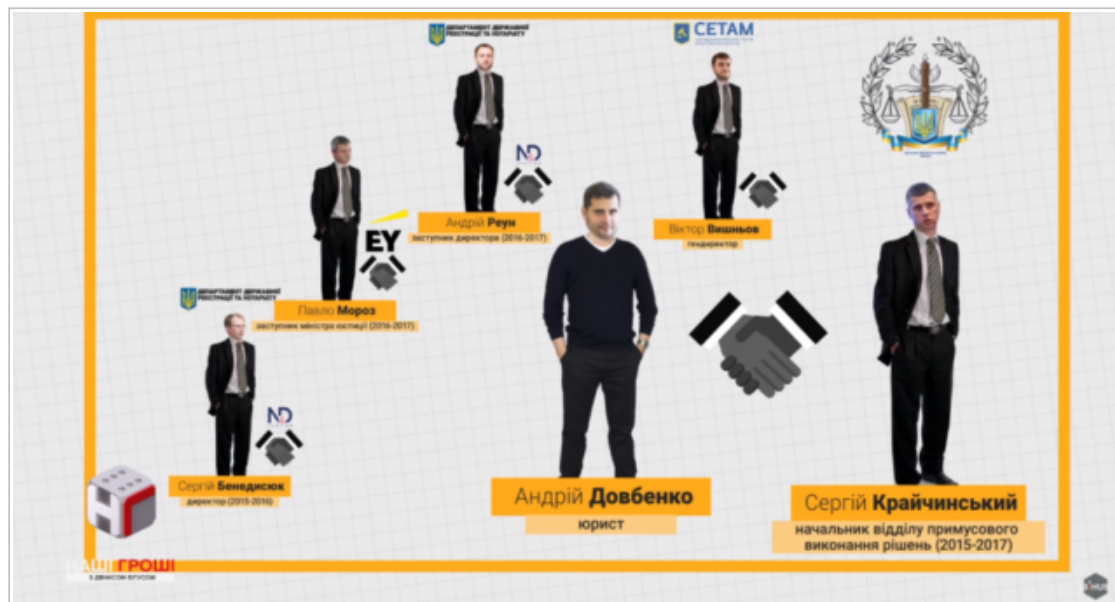 ДЕПАРТАМЕНТ ДЕРЖАВНОЇ
РЕЄСТРАЦІЇ ТА НОТАРІАТУ
СЕТАМ
ND
Андрій Реун
заступник директора (2016-2017)
Віктор Вишньов
гендиректор
EY
ДЕПАРТАМЕНТ ДЕРЖАВНОЇ
РЕЄСТРАЦІЇ ТА НОТАРІАТУ
Павло Мороз
заступник міністра юстиції (2016-2017)
ND
Сергій Бенедисюк
директор (2015-2016)
Андрій Довбенко
юрист
Сергій Крайчинський
начальник відділу примусового
виконання рішень (2015-2017)
НАШІ ГРОШІ
З ДЕНИСОМ БІГУСОМ